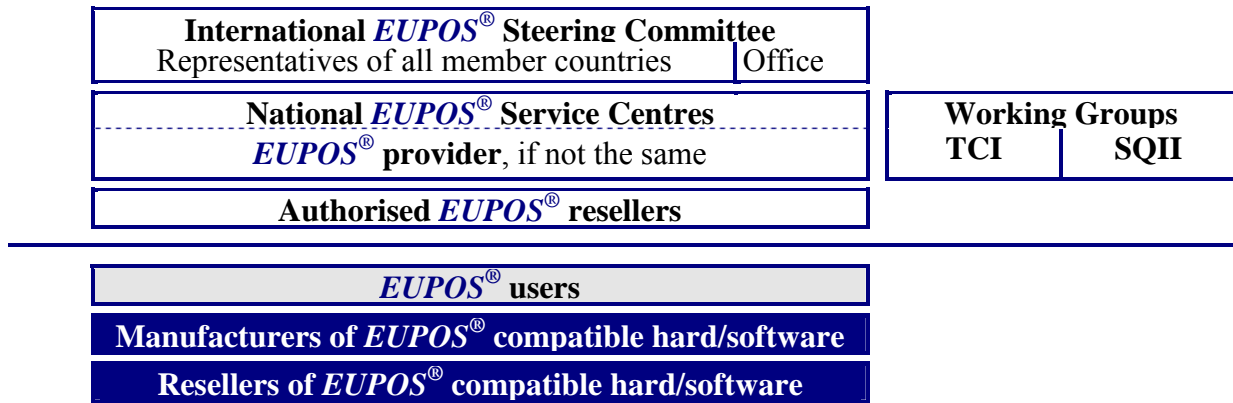 International EUPOS® Steering Committee
Representatives of all member countries Office
National EUPOS® Service Centres
EUPOS® provider, if not the same
Working Groups
TCI SQII
Authorised EUPOS® resellers
EUPOS® users
Manufacturers of EUPOS® compatible hard/software
Resellers of EUPOS® compatible hard/software